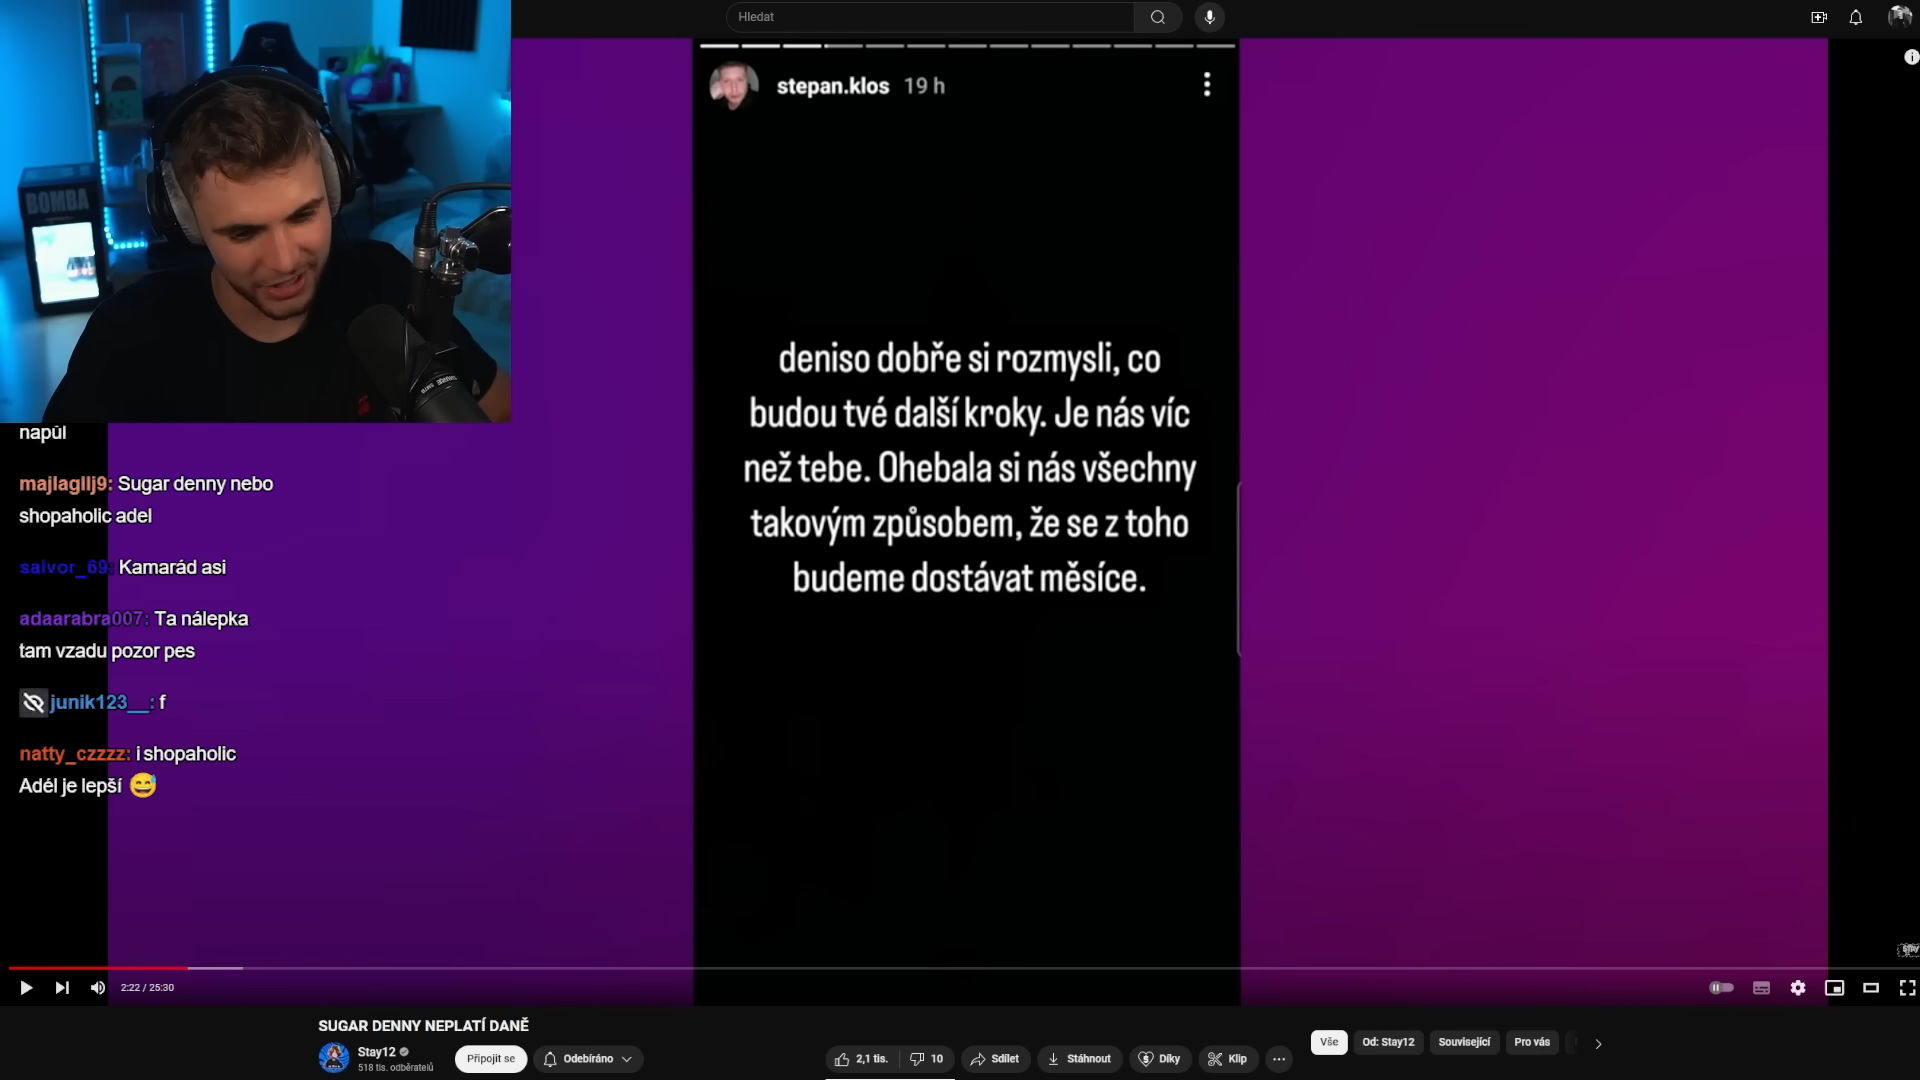 Hledat
BOMBA
stepan.klos 19 h
deniso dobře si rozmysli, co
budou tvé další kroky. Je nás víc
než tebe. Ohebala si nás všechny
takovým způsobem, že se z toho
budeme dostávat měsíce.
napůl
majlagllj9: Sugar denny nebo
shopaholic adel
salvor_69: Kamarád asi
adaarabra007: Ta nálepka
tam vzadu pozor pes
junik123__: f
natty_czzzz: i shopaholic
Adél je lepší 😅
2:22 / 25:30
SUGAR DENNY NEPLATÍ DANĚ
Stay12
518 tis. odběratelů
Připojit se
Odebíráno
2,1 tis.
10
Sdílet
Stáhnout
Díky
Klip
Vše
Od: Stay12
Související
Pro vás